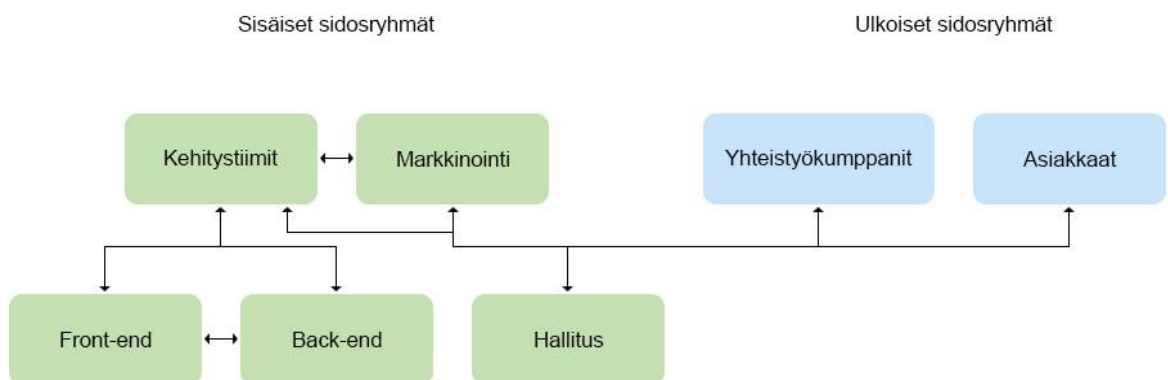 Sisäiset sidosryhmät
Ulkoiset sidosryhmät
Kehitystiimit
Markkinointi
Yhteistyökumppanit
Asiakkaat
Front-end
Back-end
Hallitus